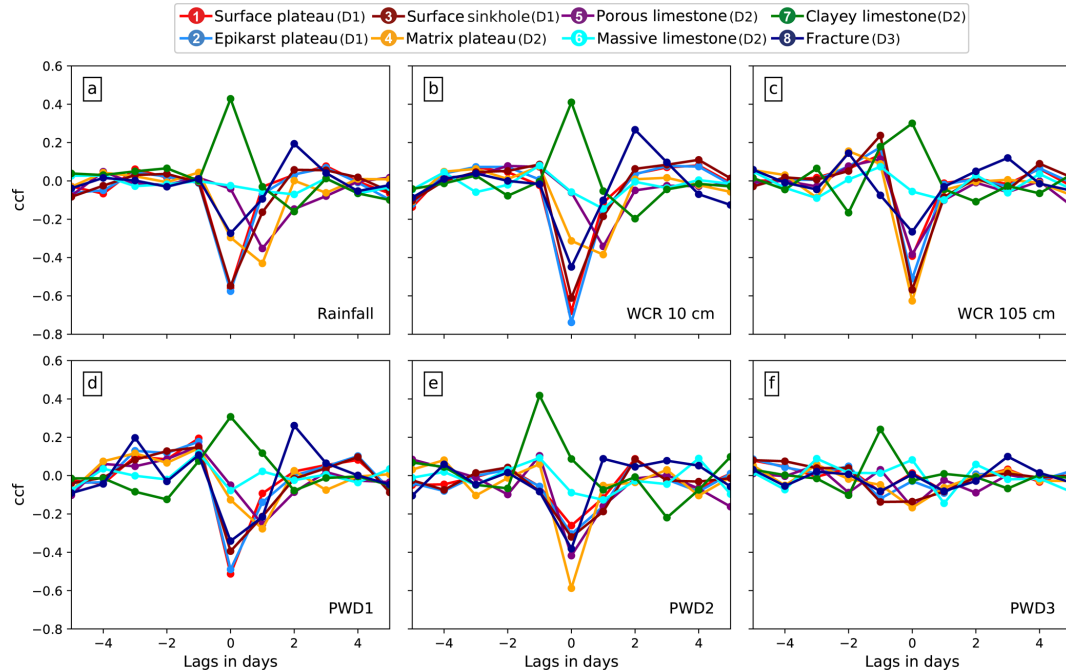 1 Surface plateau (D1) 3 Surface sinkhole (D1) 5 Porous limestone (D2) 7 Clayey limestone (D2)
2 Epikarst plateau (D1) 4 Matrix plateau (D2) 6 Massive limestone (D2) 8 Fracture (D3)
0.6
0.4
0.2
0.0
−0.2
−0.4
−0.6
−0.8
ccf
a
Rainfall
b
WCR 10 cm
c
WCR 105 cm
0.6
0.4
0.2
0.0
−0.2
−0.4
−0.6
−0.8
ccf
d
PWD1
e
PWD2
f
PWD3
−4 −2 0 2 4
−4 −2 0 2 4
−4 −2 0 2 4
Lags in days
Lags in days
Lags in days